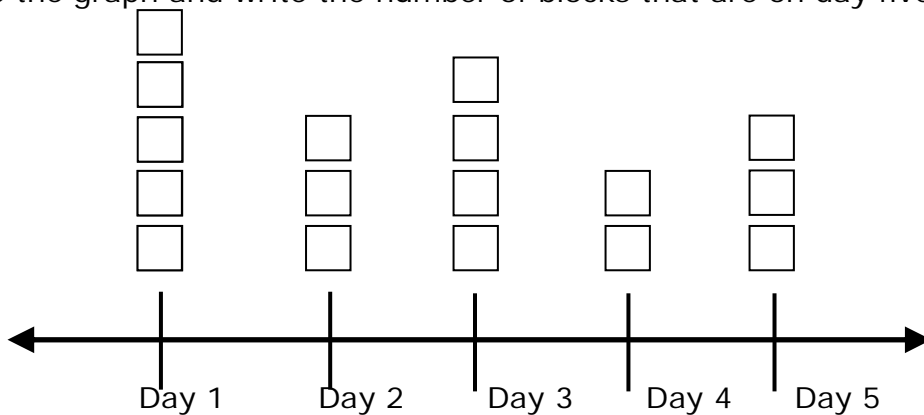 the graph and write the number of blocks that are on day five
Day 1 Day 2 Day 3 Day 4 Day 5